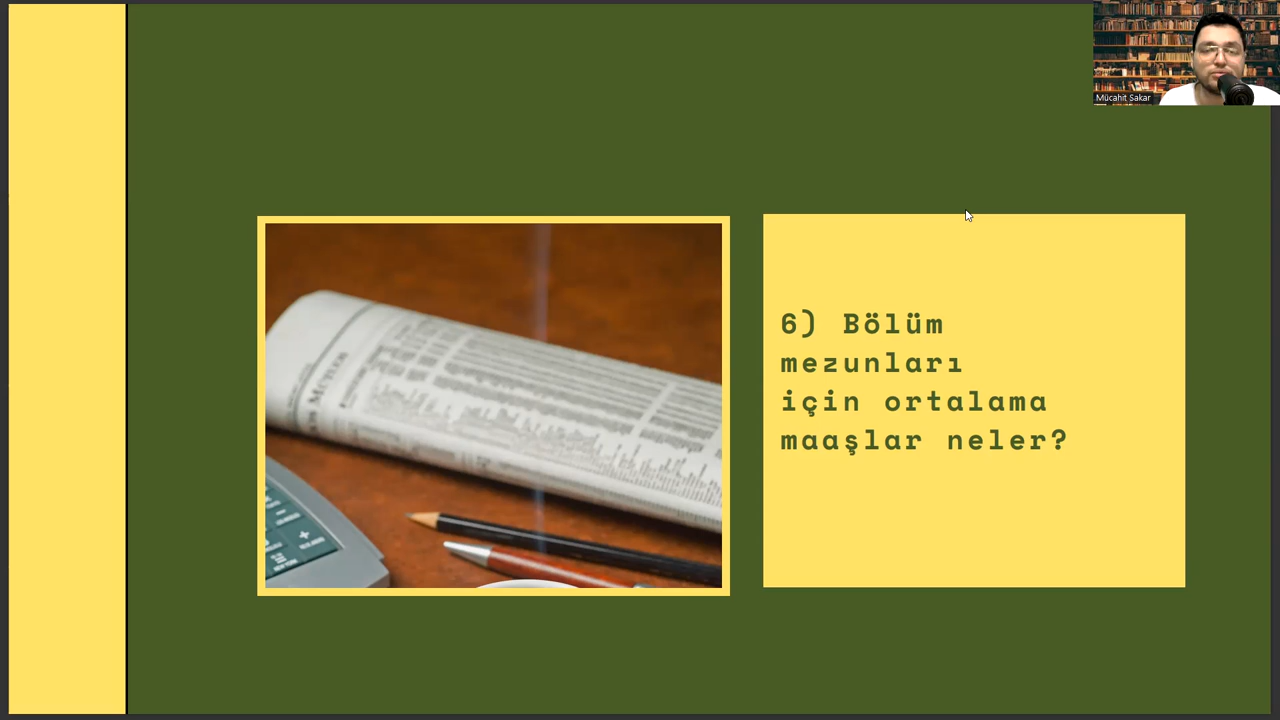 Mücahit Sakar
6) Bölüm
mezunları
için ortalama
maaşlar neler?